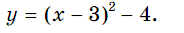 y = (x − 3)² − 4.